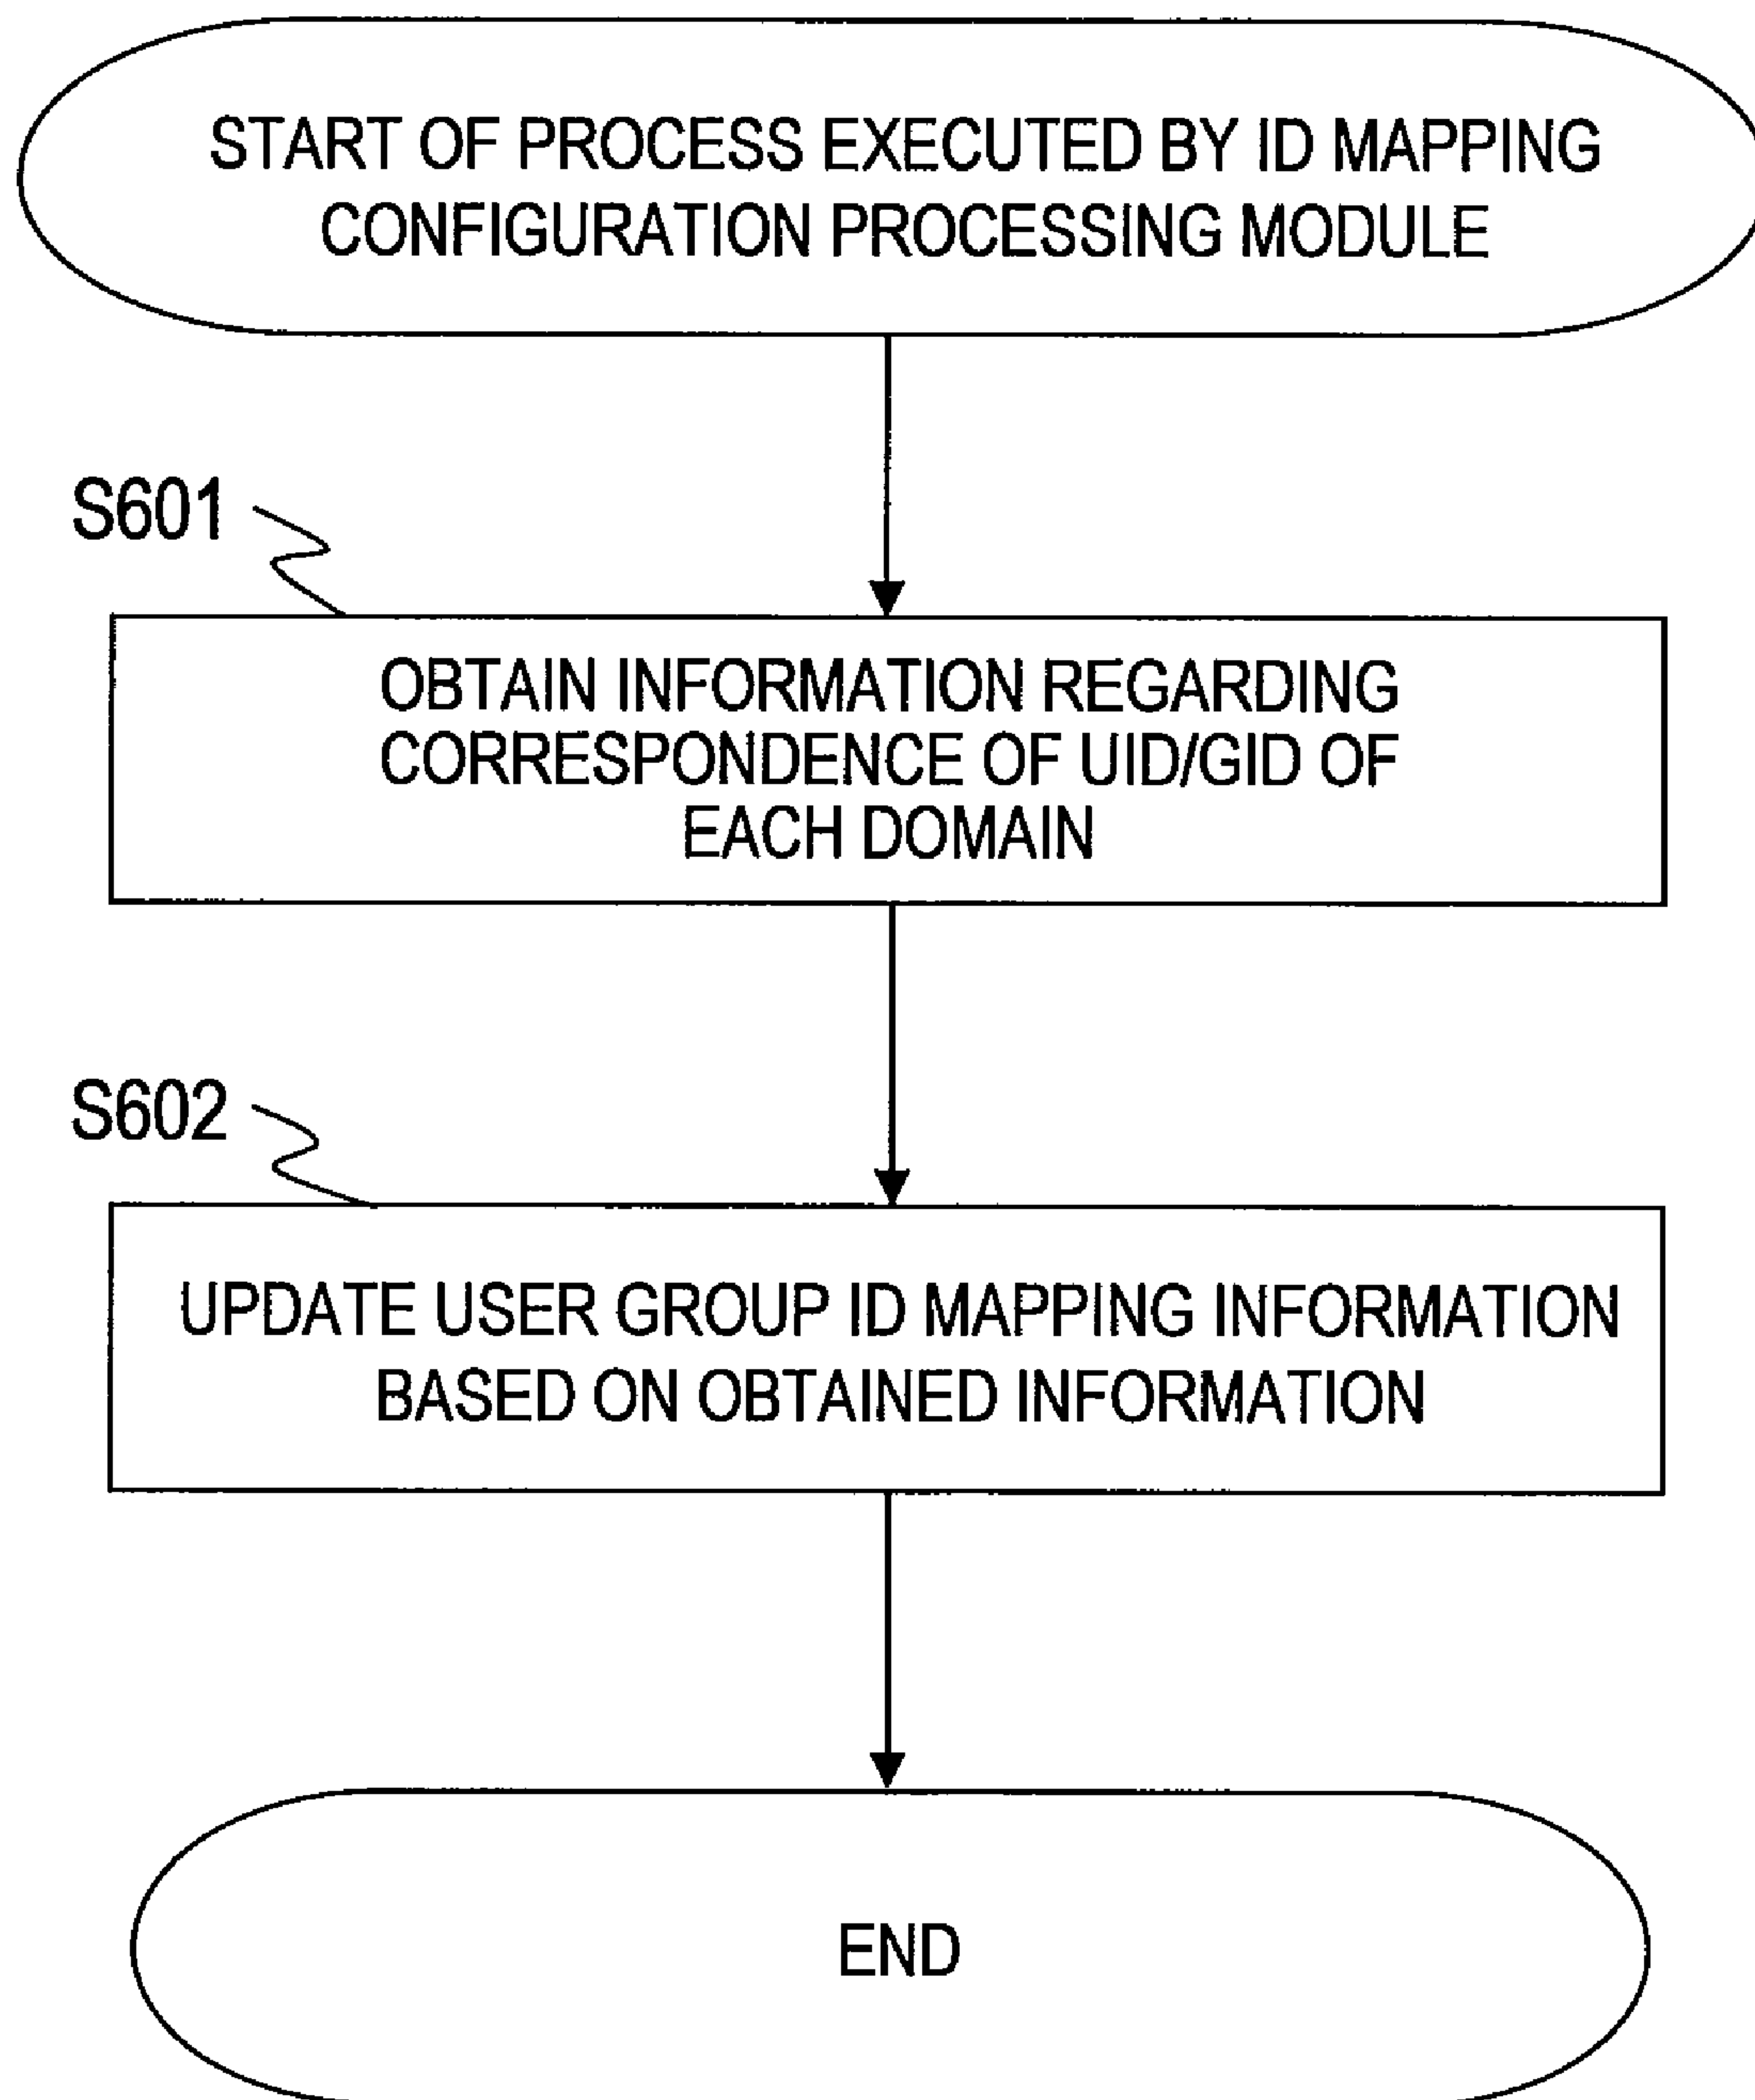 START OF PROCESS EXECUTED BY ID MAPPING
CONFIGURATION PROCESSING MODULE
S601
OBTAIN INFORMATION REGARDING
CORRESPONDENCE OF UID/GID OF
EACH DOMAIN
S602
UPDATE USER GROUP ID MAPPING INFORMATION
BASED ON OBTAINED INFORMATION
END